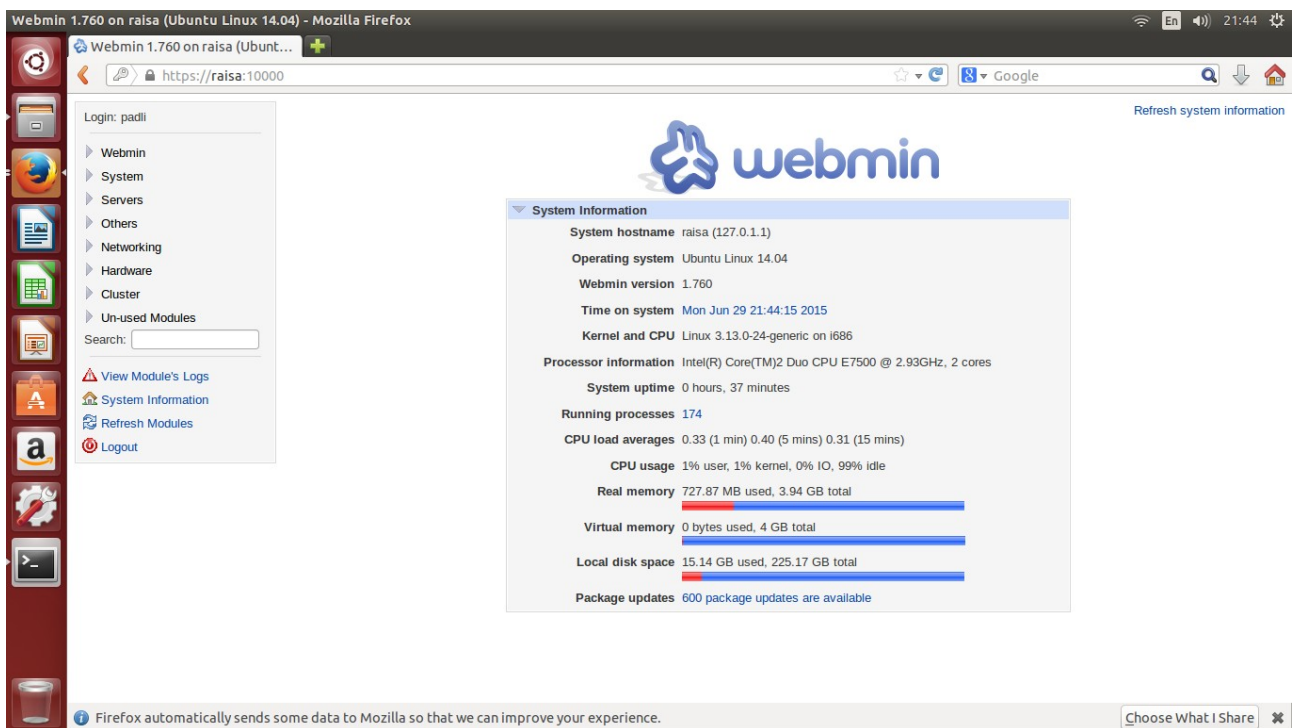 Webmin 1.760 on raisa (Ubuntu Linux 14.04) - Mozilla Firefox
En 21:44
Webmin 1.760 on raisa (Ubunt...
https://raisa:10000
Google
Login: padli
Webmin
System
Servers
Others
Networking
Hardware
Cluster
Un-used Modules
Search:
View Module's Logs
System Information
Refresh Modules
Logout
Refresh system information
webmin
System Information
System hostname raisa (127.0.1.1)
Operating system Ubuntu Linux 14.04
Webmin version 1.760
Time on system Mon Jun 29 21:44:15 2015
Kernel and CPU Linux 3.13.0-24-generic on i686
Processor information Intel(R) Core(TM)2 Duo CPU E7500 @ 2.93GHz, 2 cores
System uptime 0 hours, 37 minutes
Running processes 174
CPU load averages 0.33 (1 min) 0.40 (5 mins) 0.31 (15 mins)
CPU usage 1% user, 1% kernel, 0% IO, 99% idle
Real memory 727.87 MB used, 3.94 GB total
Virtual memory 0 bytes used, 4 GB total
Local disk space 15.14 GB used, 225.17 GB total
Package updates 600 package updates are available
Firefox automatically sends some data to Mozilla so that we can improve your experience.
Choose What I Share